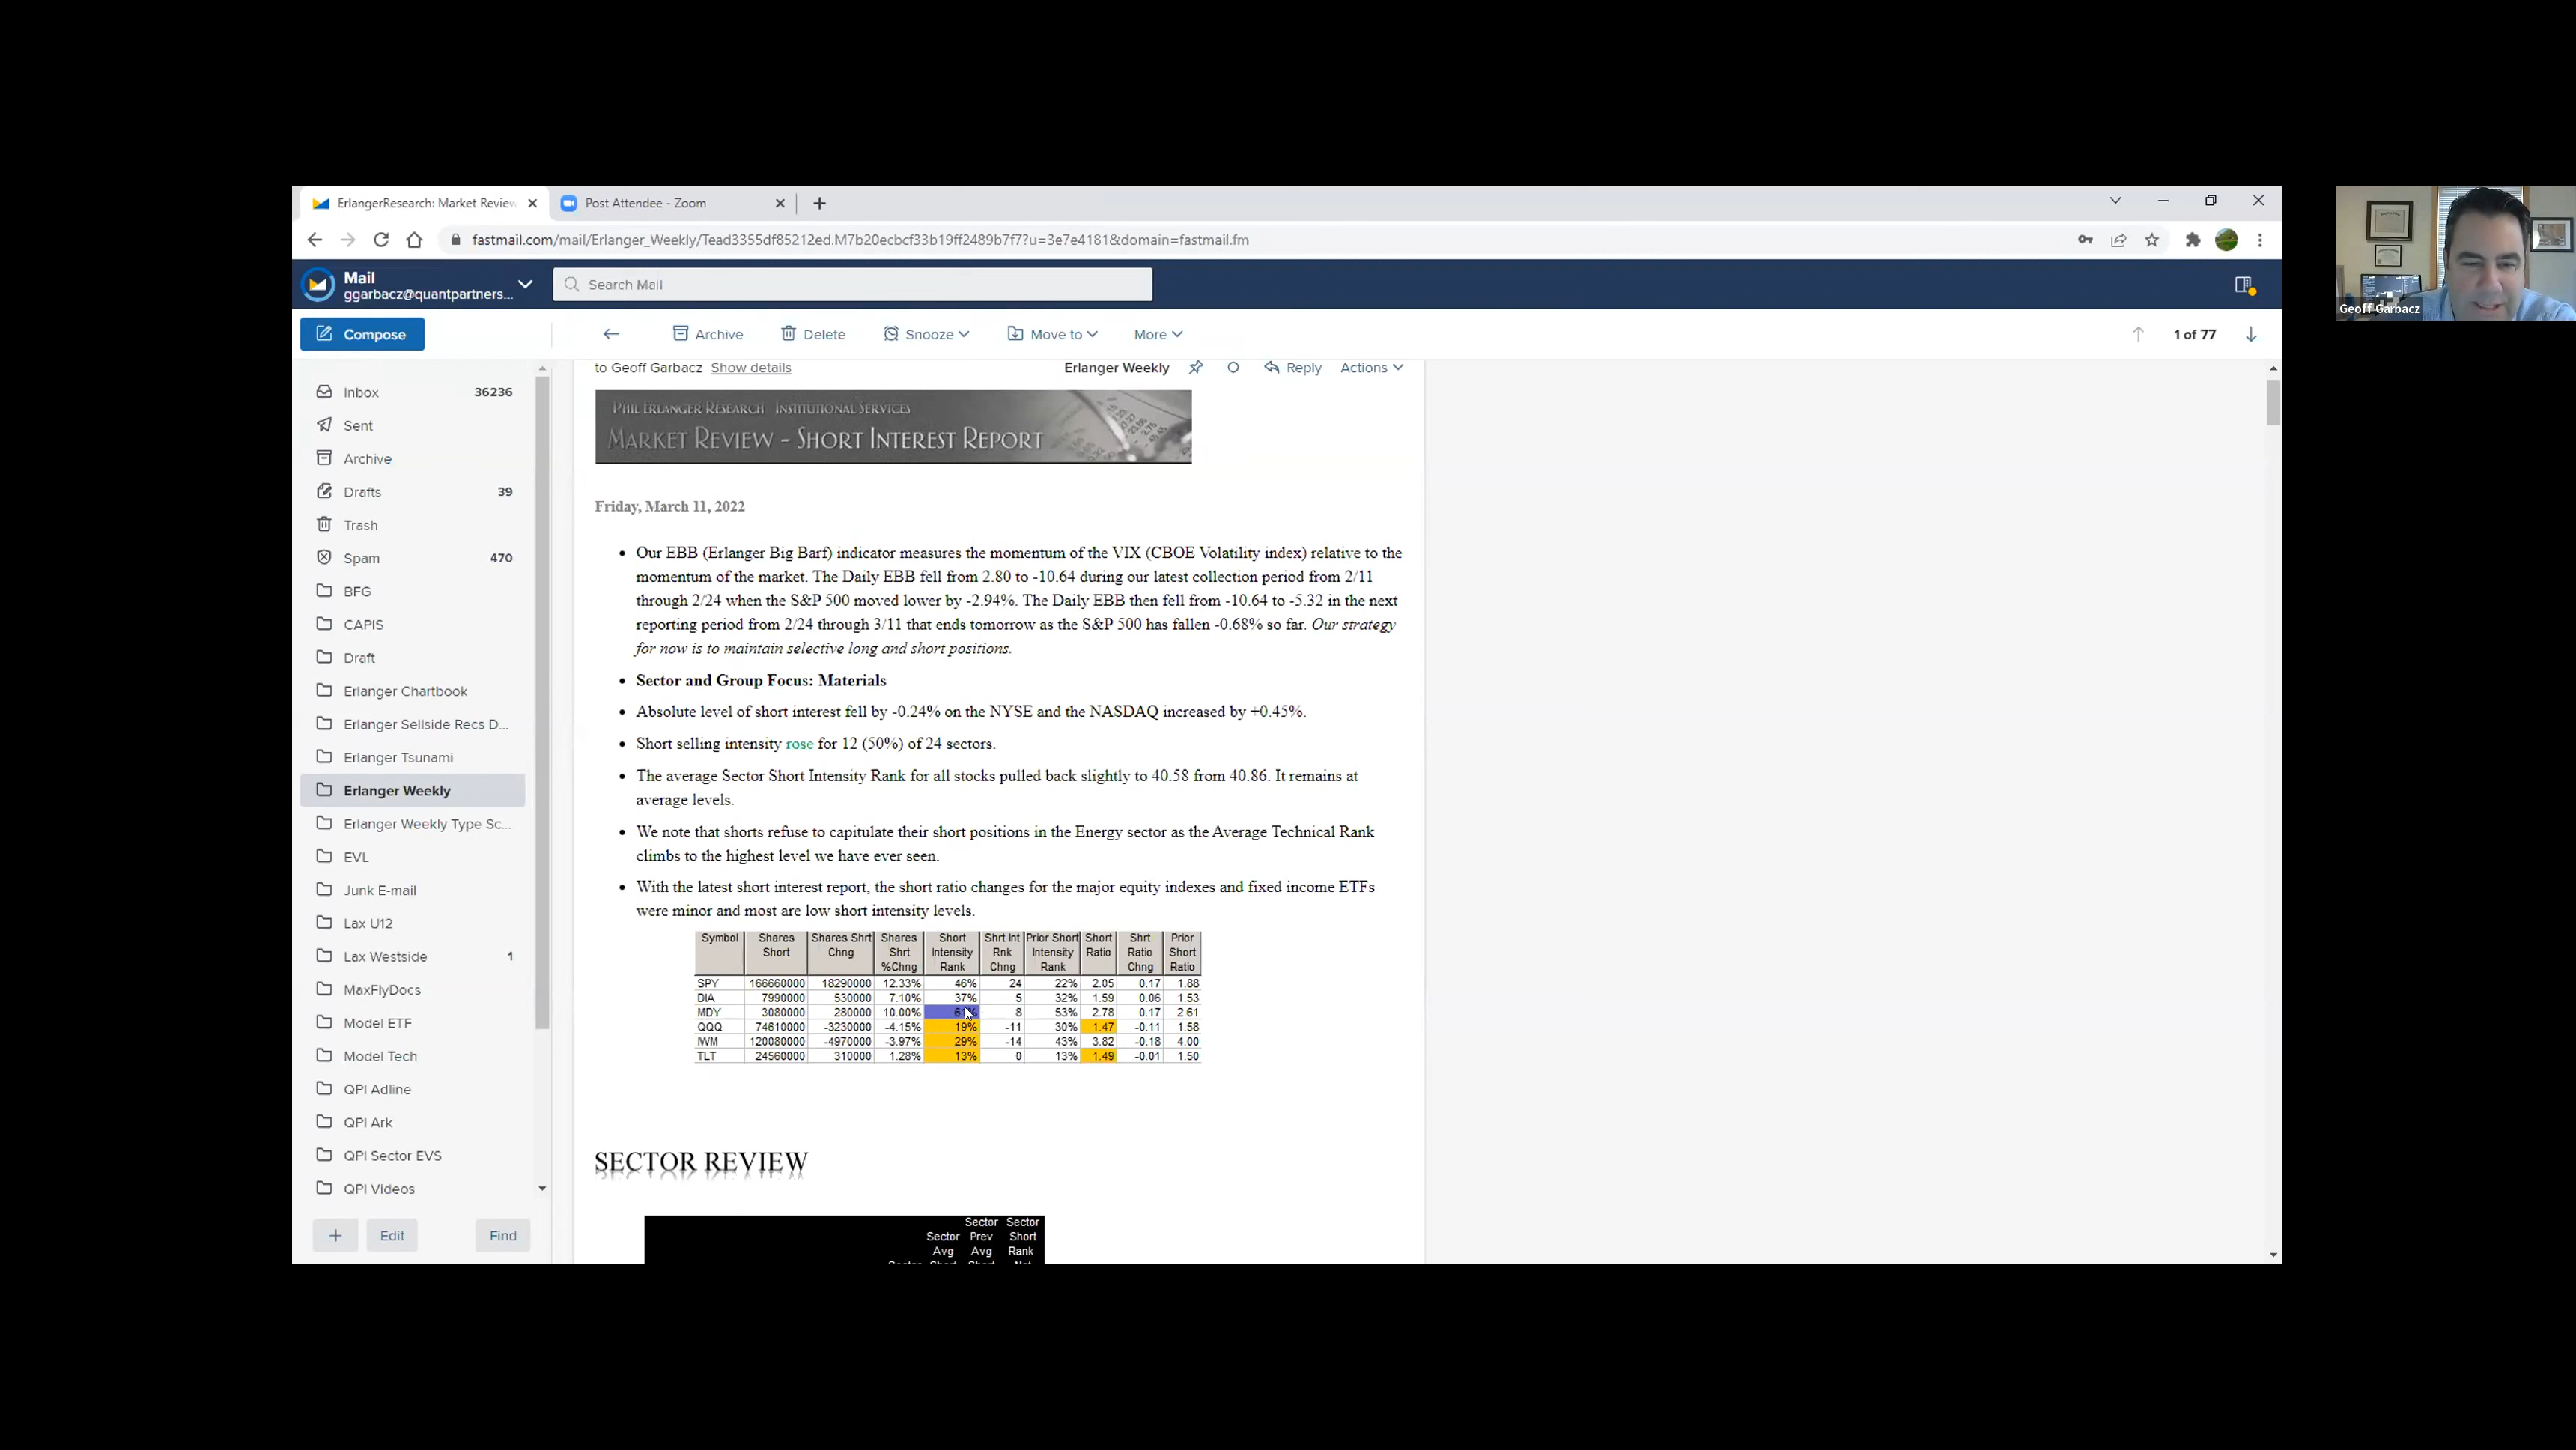 ErlangerResearch: Market Review
Post Attendee - Zoom
fastmail.com/mail/Erlanger_Weekly/Tead3355df85212ed.M7b20ecbcf33b19ff2489b7f7?u=3e7e4181&domain=fastmail.fm
Mail
ggarbacz@quantpartners...
Search Mail
Geoff Garbacz
Compose
Archive Delete Snooze Move to More 1 of 77
Inbox 36236
Sent
Archive
Drafts 39
Trash
Spam 470
BFG
CAPIS
Draft
Erlanger Chartbook
Erlanger Sellside Recs D...
Erlanger Tsunami
Erlanger Weekly
Erlanger Weekly Type Sc...
EVL
Junk E-mail
Lax U12
Lax Westside 1
MaxFlyDocs
Model ETF
Model Tech
QPI Adline
QPI Ark
QPI Sector EVS
QPI Videos
+ Edit Find
to Geoff Garbacz Show details Erlanger Weekly Reply Actions
PHIL ERLANGER RESEARCH INSTITUTIONAL SERVICES
MARKET REVIEW - SHORT INTEREST REPORT
Friday, March 11, 2022
• Our EBB (Erlanger Big Barf) indicator measures the momentum of the VIX (CBOE Volatility index) relative to the
momentum of the market. The Daily EBB fell from 2.80 to -10.64 during our latest collection period from 2/11
through 2/24 when the S&P 500 moved lower by -2.94%. The Daily EBB then fell from -10.64 to -5.32 in the next
reporting period from 2/24 through 3/11 that ends tomorrow as the S&P 500 has fallen -0.68% so far. Our strategy
for now is to maintain selective long and short positions.
• Sector and Group Focus: Materials
• Absolute level of short interest fell by -0.24% on the NYSE and the NASDAQ increased by +0.45%.
• Short selling intensity rose for 12 (50%) of 24 sectors.
• The average Sector Short Intensity Rank for all stocks pulled back slightly to 40.58 from 40.86. It remains at
average levels.
• We note that shorts refuse to capitulate their short positions in the Energy sector as the Average Technical Rank
climbs to the highest level we have ever seen.
• With the latest short interest report, the short ratio changes for the major equity indexes and fixed income ETFs
were minor and most are low short intensity levels.
Symbol Shares Shares Shrt Shares Short Shrt Int Prior Short Short Shrt Prior
Short Chng Shrt Intensity Rnk Intensity Ratio Ratio Short
%Chng Rank Chng Rank Chng Ratio
SPY 166660000 18290000 12.33% 46% 24 22% 2.05 0.17 1.88
DIA 7990000 530000 7.10% 37% 5 32% 1.59 0.06 1.53
MDY 3080000 280000 10.00% 8 53% 2.78 0.17 2.61
QQQ 74610000 -3230000 -4.15% 19% -11 30% 1.47 -0.11 1.58
IWM 120080000 -4970000 -3.97% 29% -14 43% 3.82 -0.18 4.00
TLT 24560000 310000 1.28% 13% 0 13% 1.49 -0.01 1.50
SECTOR REVIEW
Sector Sector
Sector Prev Short
Avg Avg Rank